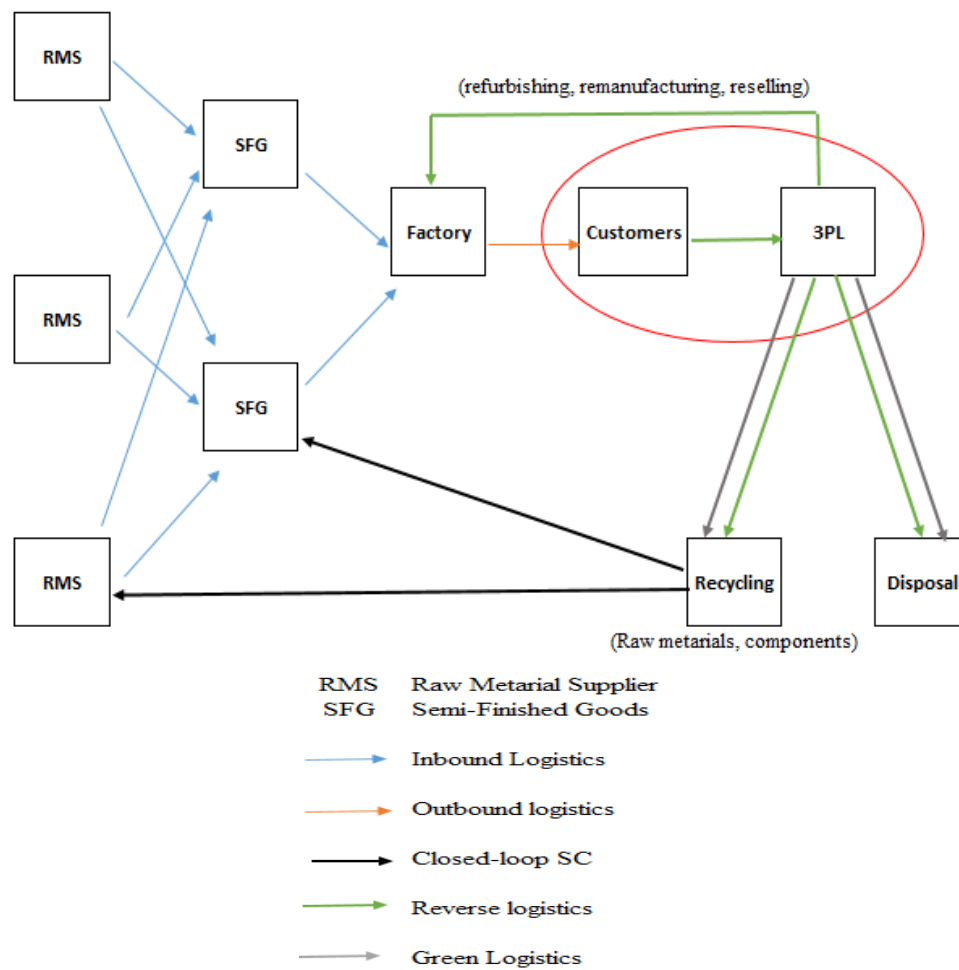 RMS
(refurbishing, remanufacturing, reselling)
SFG
Factory
Customers
3PL
RMS
SFG
RMS
Recycling
Disposal
(Raw metarials, components)
RMS Raw Metarial Supplier
SFG Semi-Finished Goods
Inbound Logistics
Outbound logistics
Closed-loop SC
Reverse logistics
Green Logistics